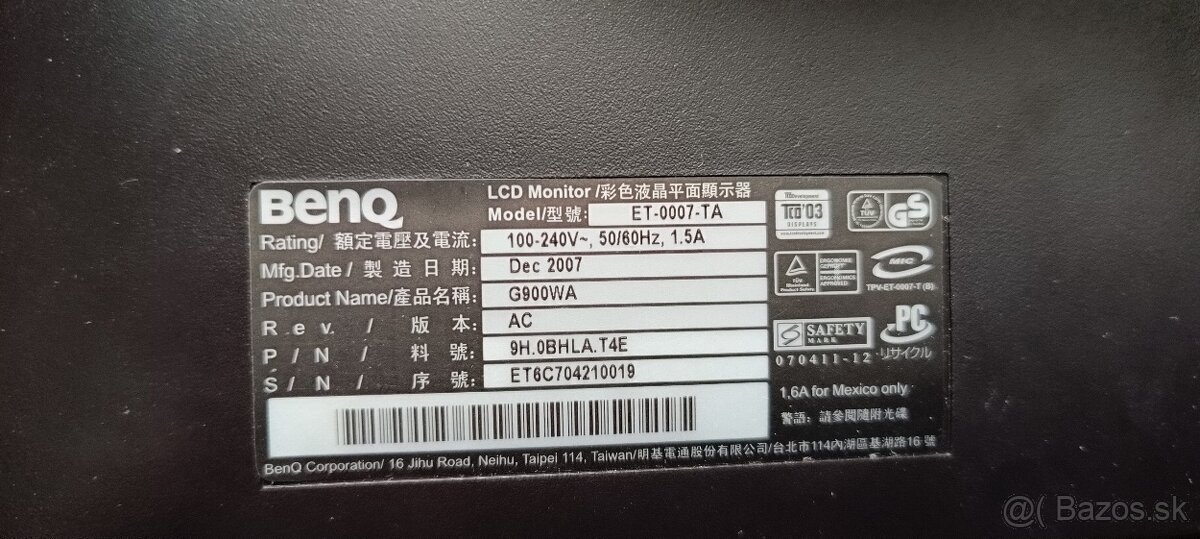 BenQ
LCD Monitor /彩色液晶平面顯示器
Model/型號: ET-0007-TA
Rating/ 額定電壓及電流: 100-240V~, 50/60Hz, 1.5A
Mfg.Date / 製 造 日 期: Dec 2007
Product Name/產品名稱: G900WA
R.e v. / 版 本: AC
P / N / 料 號: 9H.0BHLA.T4E
S / N / 序 號: ET6C704210019
TCO'03
DISPLAYS
TÜV
GS
TÜV
ERGONOMICS
APPROVED
MIC
TPV-ET-0007-T (B)
S SAFETY
MARK
070411-12
PC
リサイクル
1.6A for Mexico only
警語: 請參閱隨附光碟
BenQ Corporation/ 16 Jihu Road, Neihu, Taipei 114, Taiwan/明基電通股份有限公司/台北市114內湖區基湖路16 號
@( Bazos.sk